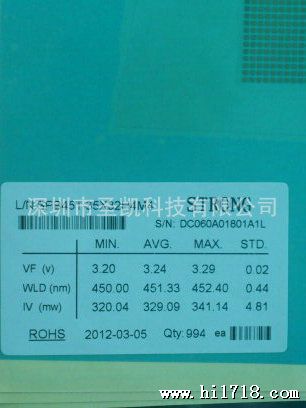 STRONG
深圳市圣凯科技有限公司
S/N: DC060A01801A1L
MIN. AVG. MAX. STD.
VF (v) 3.20 3.24 3.29 0.02
WLD (nm) 450.00 451.33 452.40 0.44
IV (mw) 320.04 329.09 341.14 4.81
ROHS 2012-03-05 Qty: 994 ea
www.hi1718.com